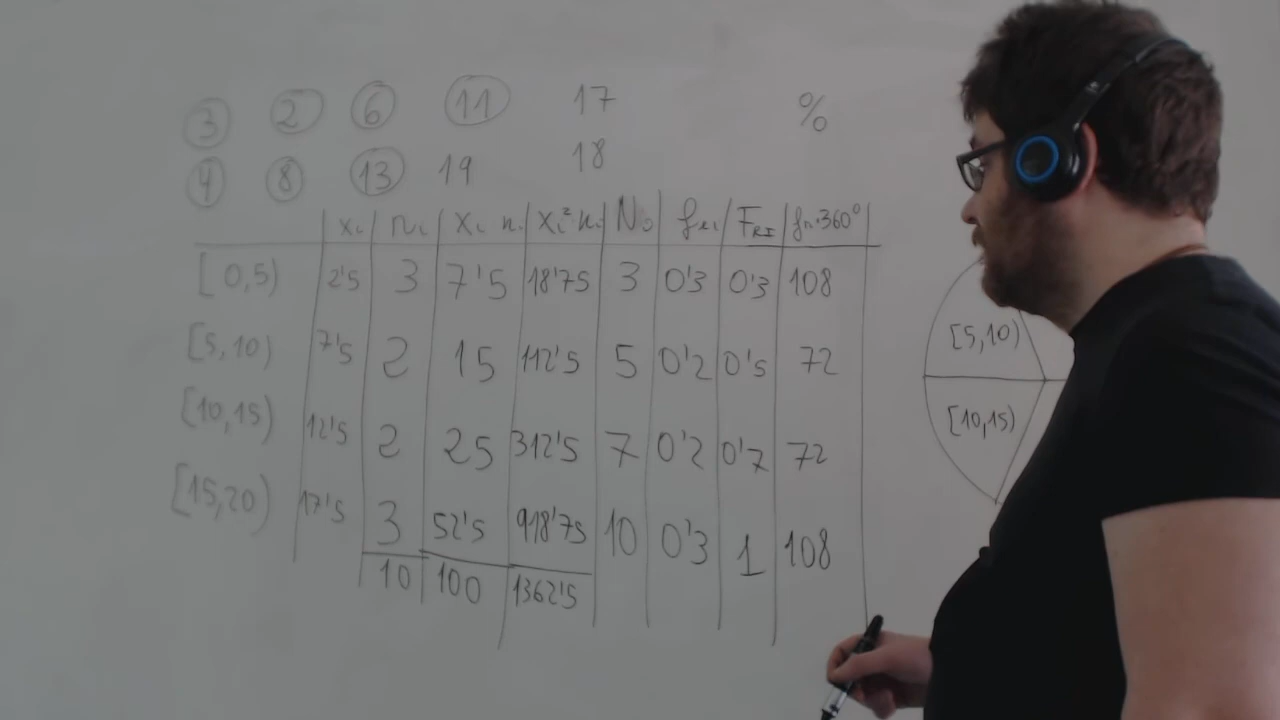 3 2 6 11 17 %
4 8 13 19 18
xi ni xi ni xi² ni Ni fri FRI fri·360º
[0,5) 2'5 3 7'5 18'75 3 0'3 0'3 108
[5,10) 7'5 2 15 112'5 5 0'2 0'5 72
[10,15) 12'5 2 25 312'5 7 0'2 0'7 72
[15,20) 17'5 3 52'5 918'75 10 0'3 1 108
10 100 1362'5
[5,10)
[10,15)